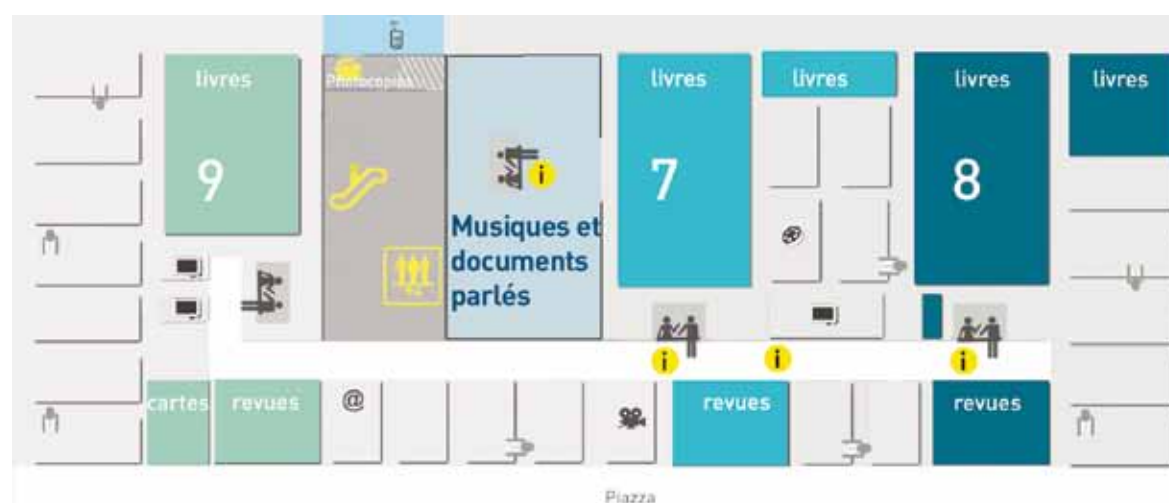 livres
Photocopies
livres
livres
livres
livres
9
7
8
i
Musiques et
documents
parlés
i
i
i
cartes
revues
@
revues
revues
Piazza